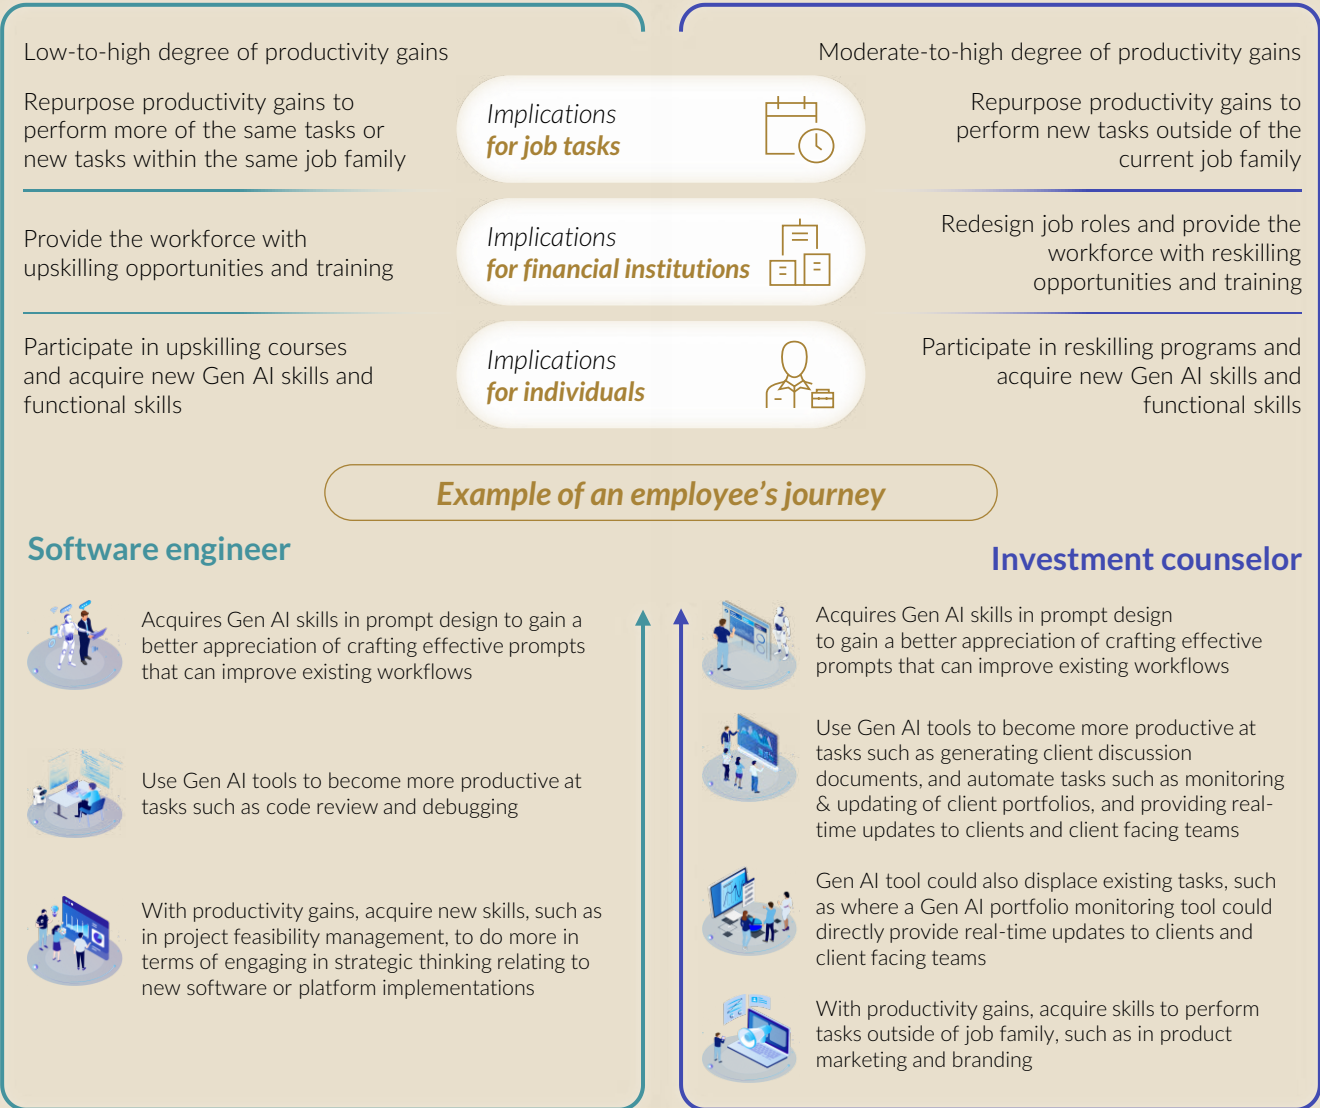 Low-to-high degree of productivity gains
Repurpose productivity gains to
perform more of the same tasks or
new tasks within the same job family
Implications
for job tasks
Moderate-to-high degree of productivity gains
Repurpose productivity gains to
perform new tasks outside of the
current job family
Provide the workforce with
upskilling opportunities and training
Implications
for financial institutions
Redesign job roles and provide the
workforce with reskilling
opportunities and training
Participate in upskilling courses
and acquire new Gen AI skills and
functional skills
Implications
for individuals
Participate in reskilling programs and
acquire new Gen AI skills and
functional skills
Example of an employee’s journey
Software engineer
Acquires Gen AI skills in prompt design to gain a
better appreciation of crafting effective prompts
that can improve existing workflows
Use Gen AI tools to become more productive at
tasks such as code review and debugging
With productivity gains, acquire new skills, such as
in project feasibility management, to do more in
terms of engaging in strategic thinking relating to
new software or platform implementations
Investment counselor
Acquires Gen AI skills in prompt design
to gain a better appreciation of crafting effective
prompts that can improve existing workflows
Use Gen AI tools to become more productive at
tasks such as generating client discussion
documents, and automate tasks such as monitoring
& updating of client portfolios, and providing real-
time updates to clients and client facing teams
Gen AI tool could also displace existing tasks, such
as where a Gen AI portfolio monitoring tool could
directly provide real-time updates to clients and
client facing teams
With productivity gains, acquire skills to perform
tasks outside of job family, such as in product
marketing and branding